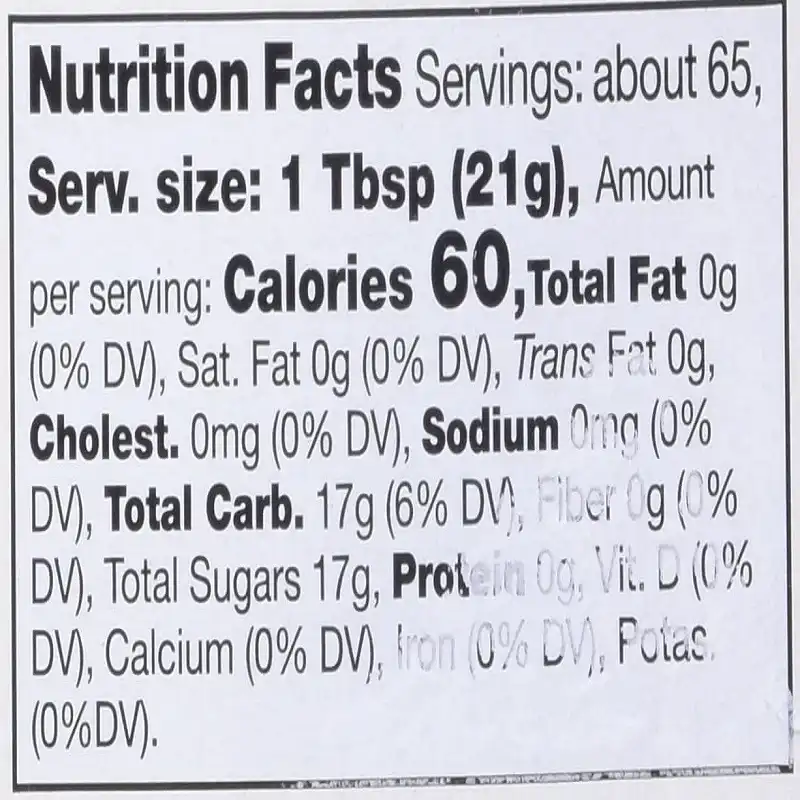 Nutrition Facts Servings: about 65,
Serv. size: 1 Tbsp (21g), Amount
per serving: Calories 60, Total Fat 0g
(0% DV), Sat. Fat 0g (0% DV), Trans Fat 0g,
Cholest. 0mg (0% DV), Sodium 0mg (0%
DV), Total Carb. 17g (6% DV), Fiber 0g (0%
DV), Total Sugars 17g, Protein 0g, Vit. D (0%
DV), Calcium (0% DV), Iron (0% DV), Potas.
(0%DV).